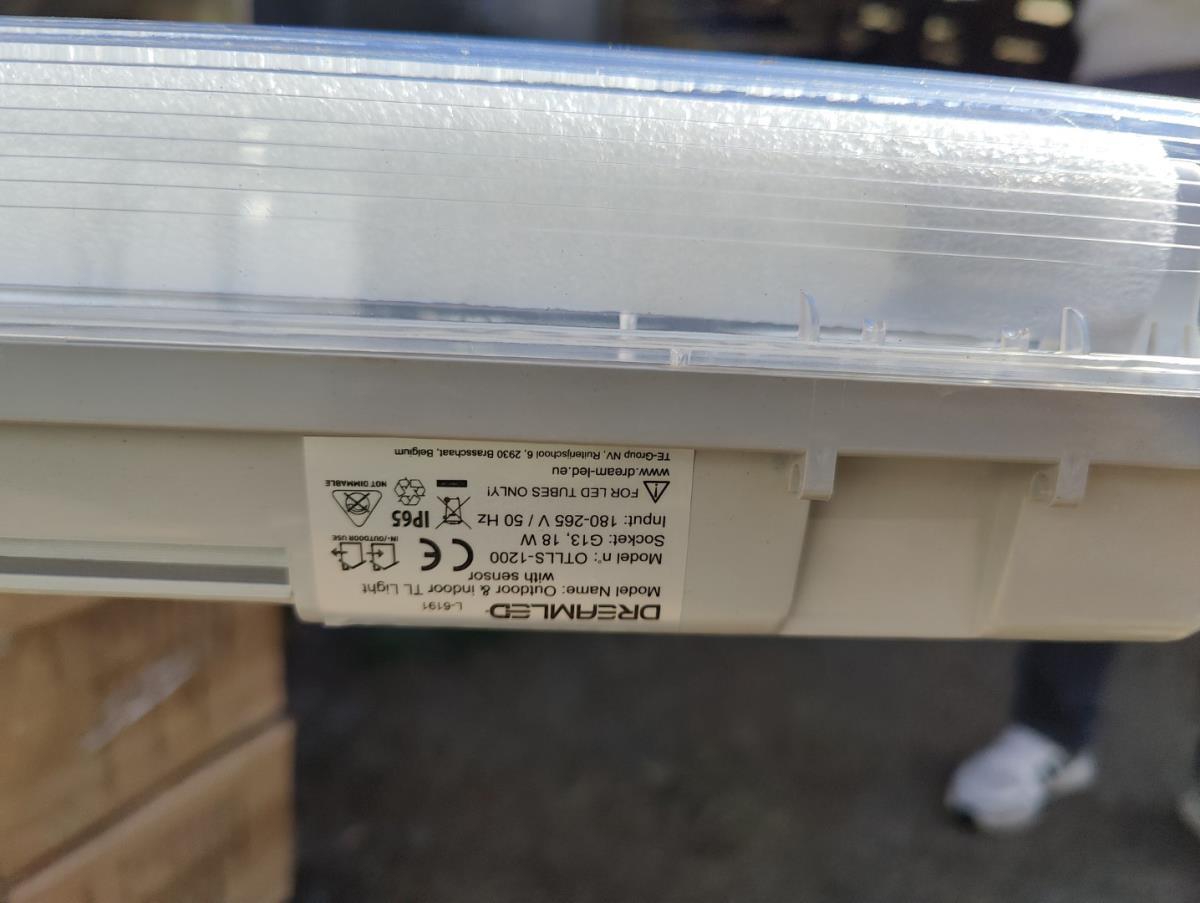 DREAMLED
L-6191
Model Name: Outdoor & indoor TL Light
with sensor
Model n°: OTLLS-1200
Socket: G13, 18 W
Input: 180-265 V / 50 Hz
FOR LED TUBES ONLY!
www.dream-led.eu
TE-Group NV, Ruiterijschool 6, 2930 Brasschaat, Belgium
CE
IN-/OUTDOOR USE
IP65
NOT DIMMABLE